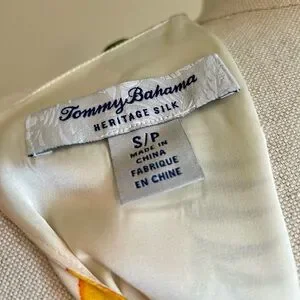 Tommy Bahama
HERITAGE SILK
S/P
MADE IN
CHINA
FABRIQUE
EN CHINE